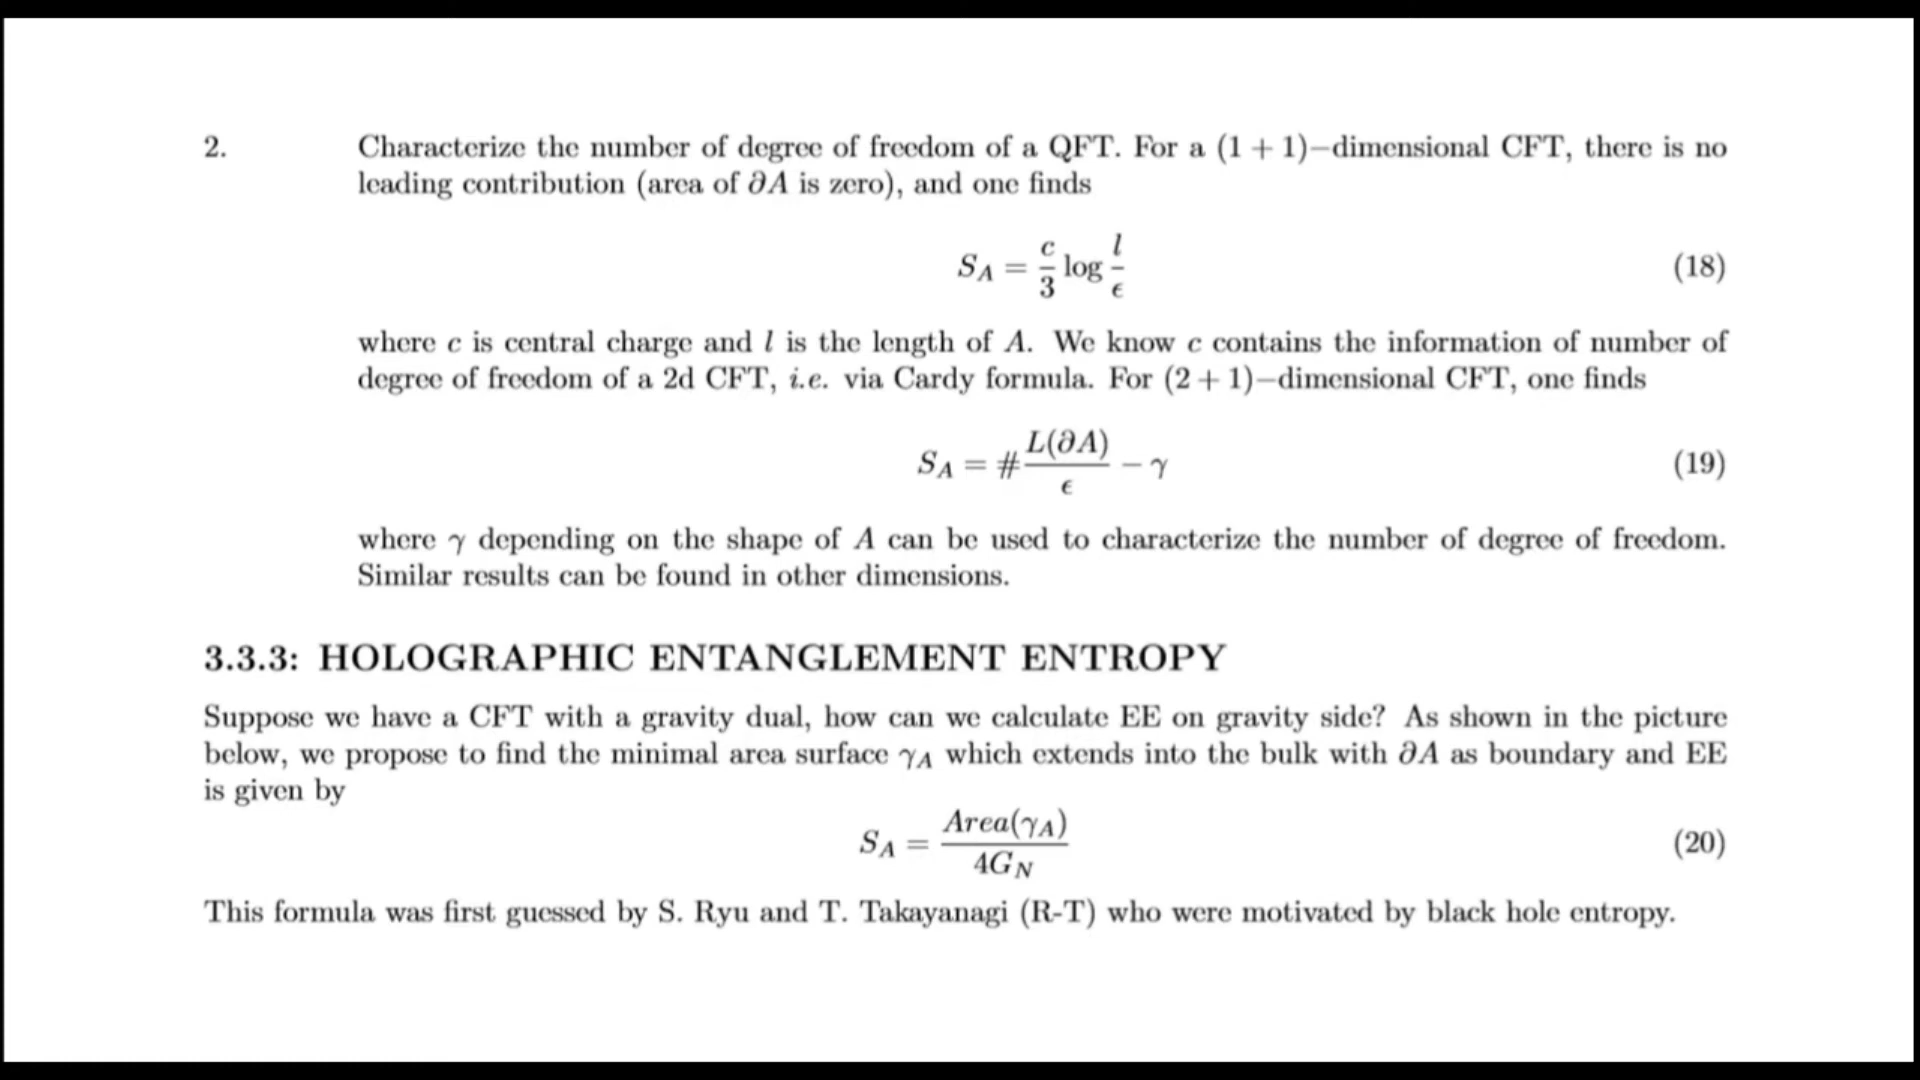 2. Characterize the number of degree of freedom of a QFT. For a (1 + 1)−dimensional CFT, there is no
leading contribution (area of ∂A is zero), and one finds
S_A = \frac{c}{3} log \frac{l}{ϵ} (18)
where c is central charge and l is the length of A. We know c contains the information of number of
degree of freedom of a 2d CFT, i.e. via Cardy formula. For (2 + 1)−dimensional CFT, one finds
S_A = # \frac{L(∂A)}{ϵ} − γ (19)
where γ depending on the shape of A can be used to characterize the number of degree of freedom.
Similar results can be found in other dimensions.
3.3.3: HOLOGRAPHIC ENTANGLEMENT ENTROPY
Suppose we have a CFT with a gravity dual, how can we calculate EE on gravity side? As shown in the picture
below, we propose to find the minimal area surface γ_A which extends into the bulk with ∂A as boundary and EE
is given by
S_A = \frac{Area(γ_A)}{4G_N} (20)
This formula was first guessed by S. Ryu and T. Takayanagi (R-T) who were motivated by black hole entropy.